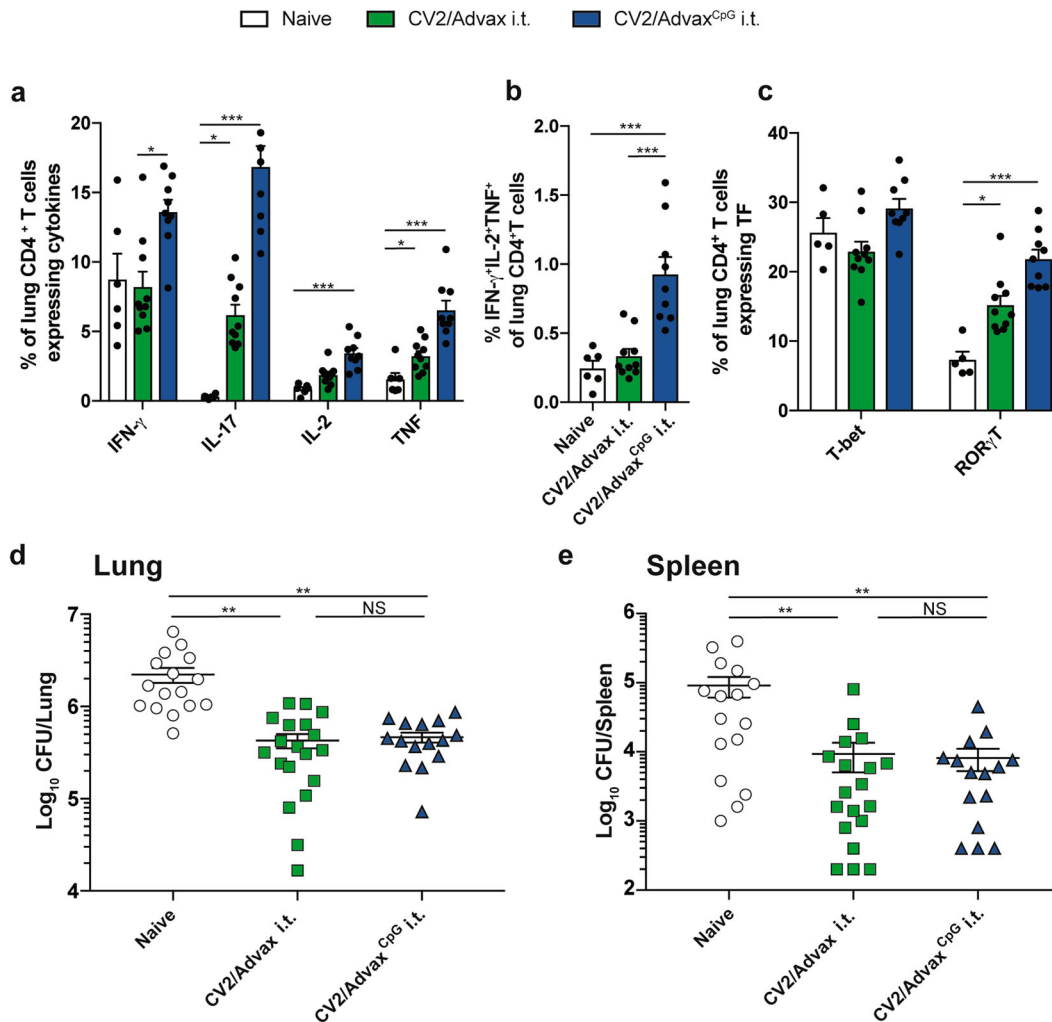 Naive CV2/Advax i.t. CV2/Advax^CpG i.t.
a
% of lung CD4⁺ T cells
expressing cytokines
20
15
10
5
0
*
***
*
***
***
*
IFN-γ
IL-17
IL-2
TNF
b
% IFN-γ⁺IL-2⁺TNF⁺
of lung CD4⁺T cells
2.0
1.5
1.0
0.5
0.0
***
***
Naive
CV2/Advax i.t.
CV2/Advax^CpG i.t.
c
% of lung CD4⁺ T cells
expressing TF
40
30
20
10
0
***
*
T-bet
RORγT
d Lung
Log₁₀ CFU/Lung
7
6
5
4
**
**
NS
Naive
CV2/Advax i.t.
CV2/Advax^CpG i.t.
e Spleen
Log₁₀ CFU/Spleen
6
5
4
3
2
**
**
NS
Naive
CV2/Advax i.t.
CV2/Advax^CpG i.t.